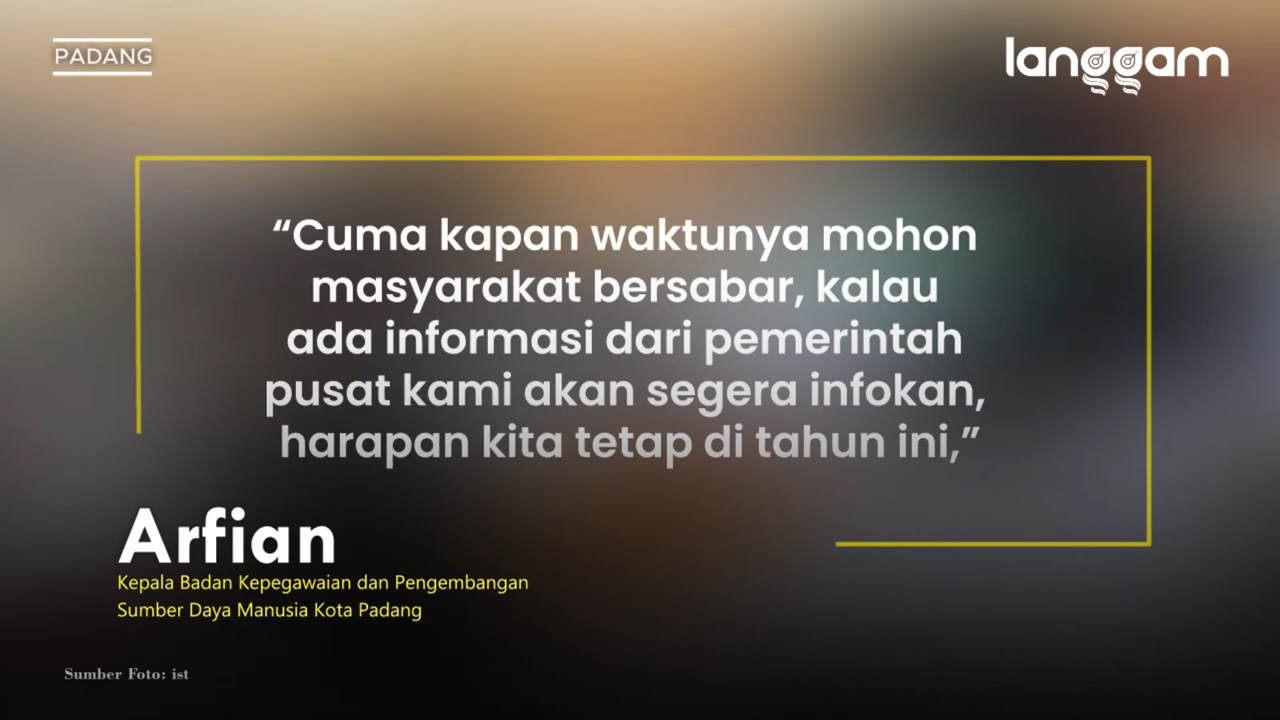 PADANG
langgam
“Cuma kapan waktunya mohon
masyarakat bersabar, kalau
ada informasi dari pemerintah
pusat kami akan segera infokan,
harapan kita tetap di tahun ini,”
Arfian
Kepala Badan Kepegawaian dan Pengembangan
Sumber Daya Manusia Kota Padang
Sumber Foto: ist